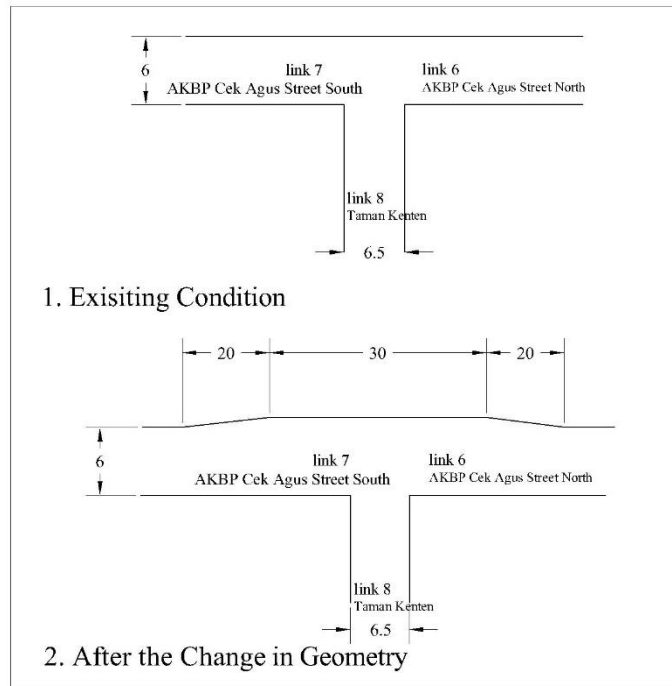 6
link 7
AKBP Cek Agus Street South
link 6
AKBP Cek Agus Street North
link 8
Taman Kenten
6.5
1. Exisiting Condition
20
30
20
6
link 7
AKBP Cek Agus Street South
link 6
AKBP Cek Agus Street North
link 8
Taman Kenten
6.5
2. After the Change in Geometry